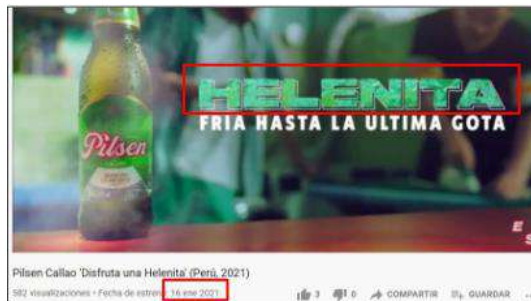 Pilsen
HELENITA
FRIA HASTA LA ULTIMA GOTA
E
S
Pilsen Callao 'Disfruta una Helenita' (Perú, 2021)
582 visualizaciones • Fecha de estreno: 16 ene 2021
3 0 COMPARTIR GUARDAR